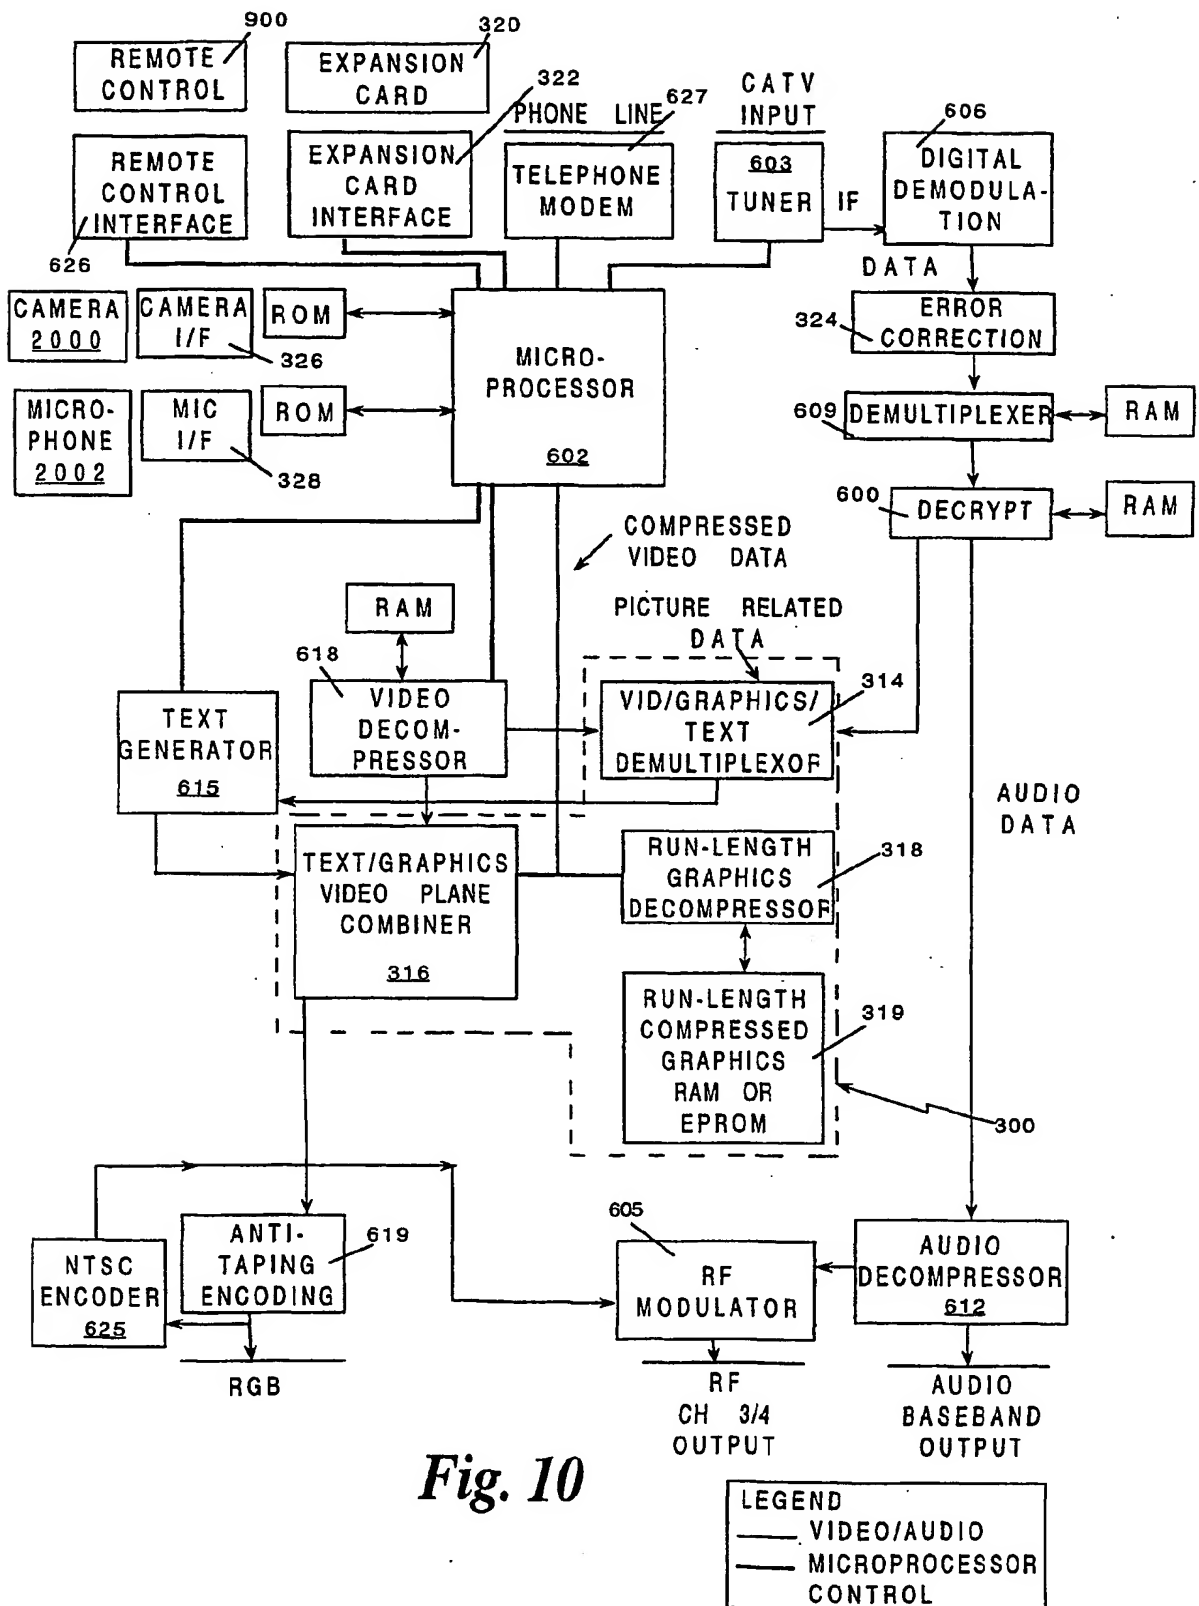 900
REMOTE
CONTROL
320
EXPANSION
CARD
322
PHONE LINE
627
CATV
INPUT
606
REMOTE
CONTROL
INTERFACE
626
EXPANSION
CARD
INTERFACE
TELEPHONE
MODEM
603
TUNER
IF
DIGITAL
DEMODULA-
TION
DATA
CAMERA
2000
CAMERA
I/F
326
ROM
MICRO-
PROCESSOR
602
324
ERROR
CORRECTION
MICRO-
PHONE
2002
MIC
I/F
328
ROM
609
DEMULTIPLEXER
RAM
600
DECRYPT
RAM
COMPRESSED
VIDEO DATA
RAM
PICTURE RELATED
DATA
618
VIDEO
DECOM-
PRESSOR
VID/GRAPHICS/
TEXT
DEMULTIPLEXOF
314
TEXT
GENERATOR
615
AUDIO
DATA
TEXT/GRAPHICS
VIDEO PLANE
COMBINER
316
RUN-LENGTH
GRAPHICS
DECOMPRESSOF
318
RUN-LENGTH
COMPRESSED
GRAPHICS
RAM OR
EPROM
319
300
NTSC
ENCODER
625
ANTI-
TAPING
ENCODING
619
605
RF
MODULATOR
AUDIO
DECOMPRESSOR
612
RGB
RF
CH 3/4
OUTPUT
AUDIO
BASEBAND
OUTPUT
Fig. 10
LEGEND
VIDEO/AUDIO
MICROPROCESSOR
CONTROL